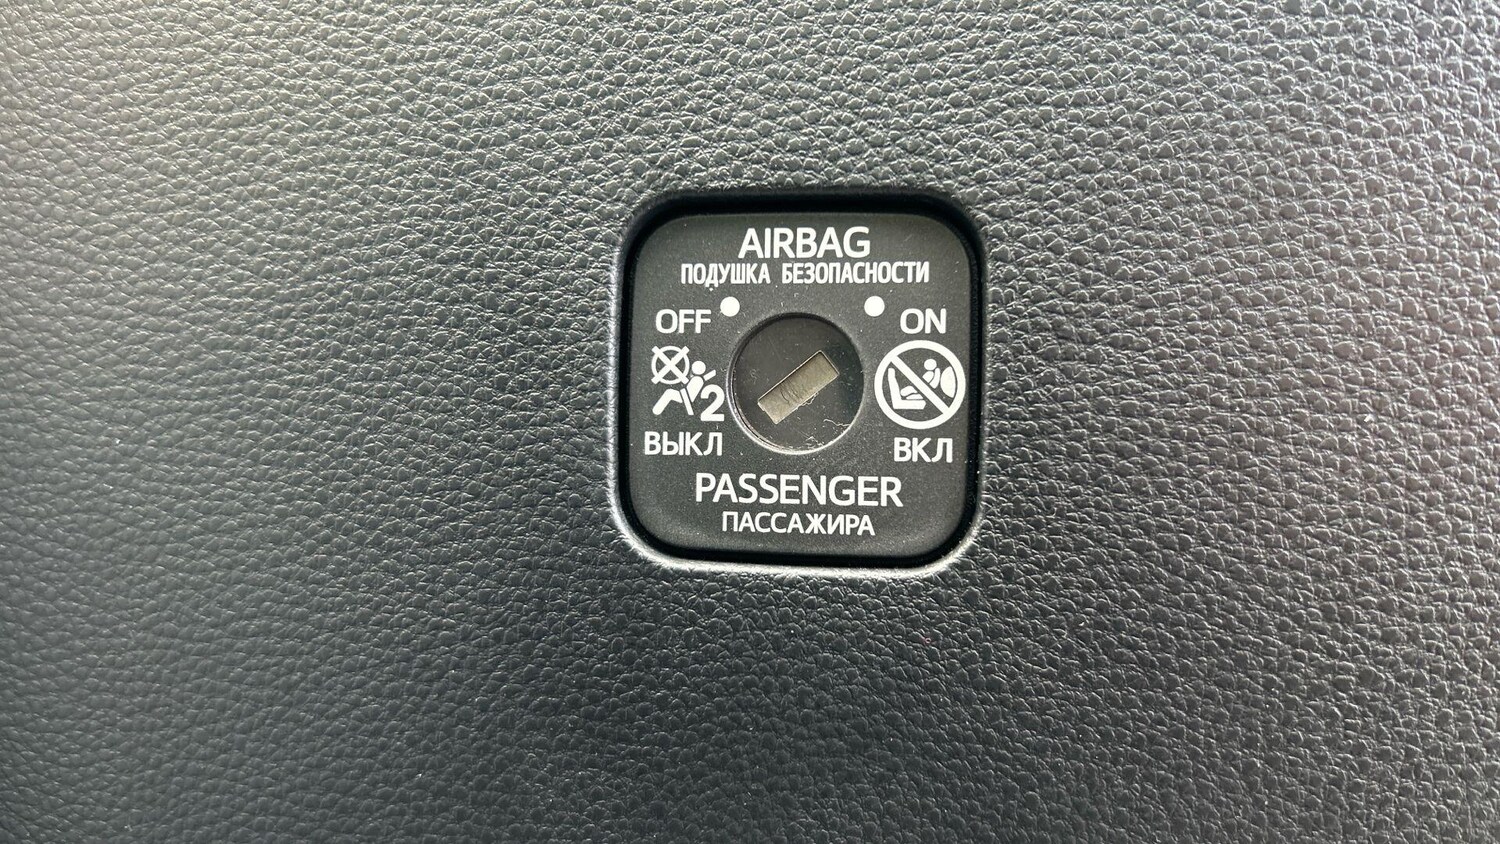 AIRBAG
ПОДУШКА БЕЗОПАСНОСТИ
OFF ON
2
ВЫКЛ ВКЛ
PASSENGER
ПАССАЖИРА